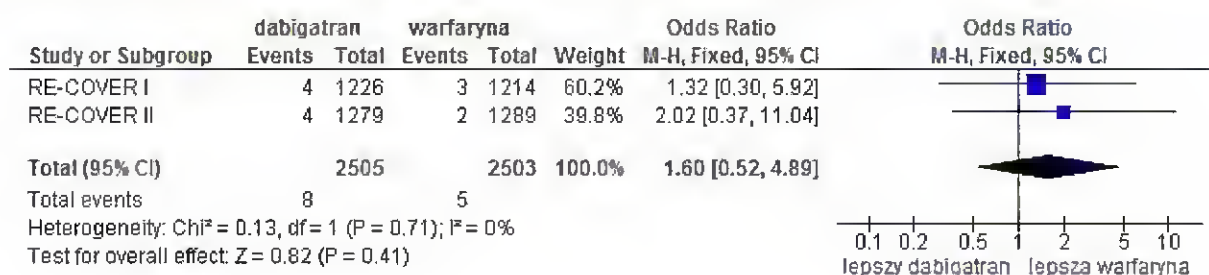 dabigatran warfaryna Odds Ratio Odds Ratio
Study or Subgroup Events Total Events Total Weight M-H, Fixed, 95% CI M-H, Fixed, 95% CI
RE-COVER I 4 1226 3 1214 60.2% 1.32 [0.30, 5.92]
RE-COVER II 4 1279 2 1289 39.8% 2.02 [0.37, 11.04]
Total (95% CI) 2505 2503 100.0% 1.60 [0.52, 4.89]
Total events 8 5
Heterogeneity: Chi² = 0.13, df = 1 (P = 0.71); I² = 0%
Test for overall effect: Z = 0.82 (P = 0.41)
0.1 0.2 0.5 1 2 5 10
lepszy dabigatran lepsza warfaryna